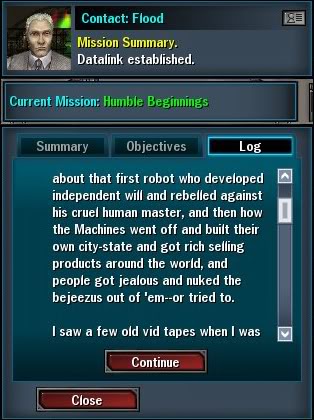 Contact: Flood
Mission Summary.
Datalink established.
Current Mission: Humble Beginnings
Summary
Objectives
Log
about that first robot who developed
independent will and rebelled against
his cruel human master, and then how
the Machines went off and built their
own city-state and got rich selling
products around the world, and
people got jealous and nuked the
bejeezus out of 'em--or tried to.
I saw a few old vid tapes when I was
Continue
Close